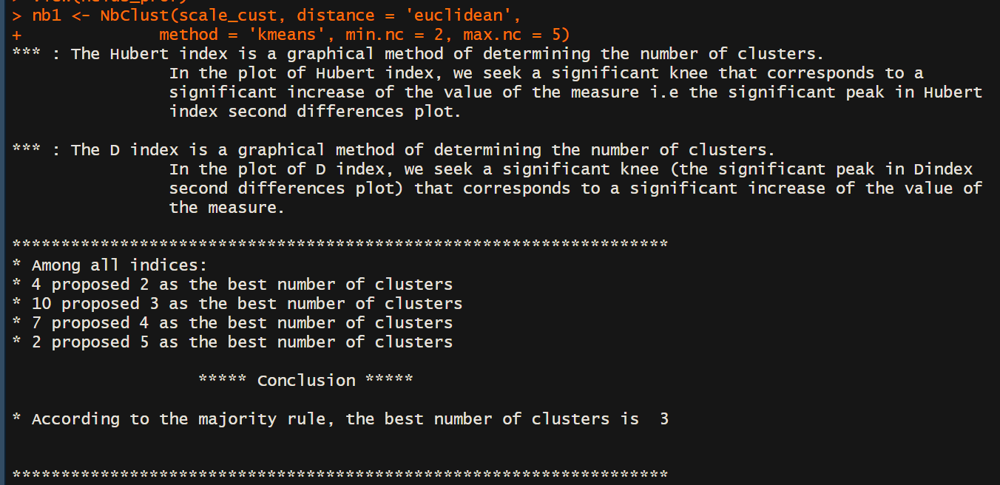 > nb1 <- NbClust(scale_cust, distance = 'euclidean',
+ method = 'kmeans', min.nc = 2, max.nc = 5)
*** : The Hubert index is a graphical method of determining the number of clusters.
In the plot of Hubert index, we seek a significant knee that corresponds to a
significant increase of the value of the measure i.e the significant peak in Hubert
index second differences plot.
*** : The D index is a graphical method of determining the number of clusters.
In the plot of D index, we seek a significant knee (the significant peak in Dindex
second differences plot) that corresponds to a significant increase of the value of
the measure.
*******************************************************************
* Among all indices:
* 4 proposed 2 as the best number of clusters
* 10 proposed 3 as the best number of clusters
* 7 proposed 4 as the best number of clusters
* 2 proposed 5 as the best number of clusters
***** Conclusion *****
* According to the majority rule, the best number of clusters is 3
*******************************************************************